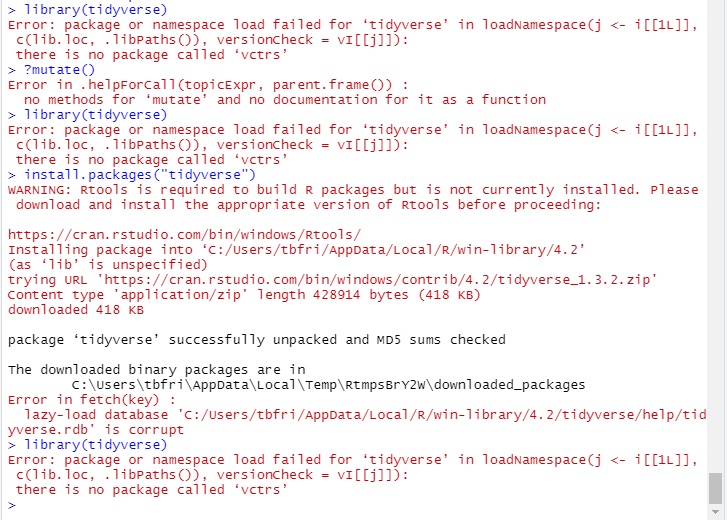 > library(tidyverse)
Error: package or namespace load failed for ‘tidyverse’ in loadNamespace(j <- i[[1L]],
 c(lib.loc, .libPaths()), versionCheck = vI[[j]]):
 there is no package called ‘vctrs’
> ?mutate()
Error in .helpForCall(topicExpr, parent.frame()) :
  no methods for ‘mutate’ and no documentation for it as a function
> library(tidyverse)
Error: package or namespace load failed for ‘tidyverse’ in loadNamespace(j <- i[[1L]],
 c(lib.loc, .libPaths()), versionCheck = vI[[j]]):
 there is no package called ‘vctrs’
> install.packages("tidyverse")
WARNING: Rtools is required to build R packages but is not currently installed. Please
 download and install the appropriate version of Rtools before proceeding:

https://cran.rstudio.com/bin/windows/Rtools/
Installing package into ‘C:/Users/tbfri/AppData/Local/R/win-library/4.2’
(as ‘lib’ is unspecified)
trying URL 'https://cran.rstudio.com/bin/windows/contrib/4.2/tidyverse_1.3.2.zip'
Content type 'application/zip' length 428914 bytes (418 KB)
downloaded 418 KB

package ‘tidyverse’ successfully unpacked and MD5 sums checked

The downloaded binary packages are in
        C:\Users\tbfri\AppData\Local\Temp\RtmpsBrY2W\downloaded_packages
Error in fetch(key) :
  lazy-load database 'C:/Users/tbfri/AppData/Local/R/win-library/4.2/tidyverse/help/tid
yverse.rdb' is corrupt
> library(tidyverse)
Error: package or namespace load failed for ‘tidyverse’ in loadNamespace(j <- i[[1L]],
 c(lib.loc, .libPaths()), versionCheck = vI[[j]]):
 there is no package called ‘vctrs’
>